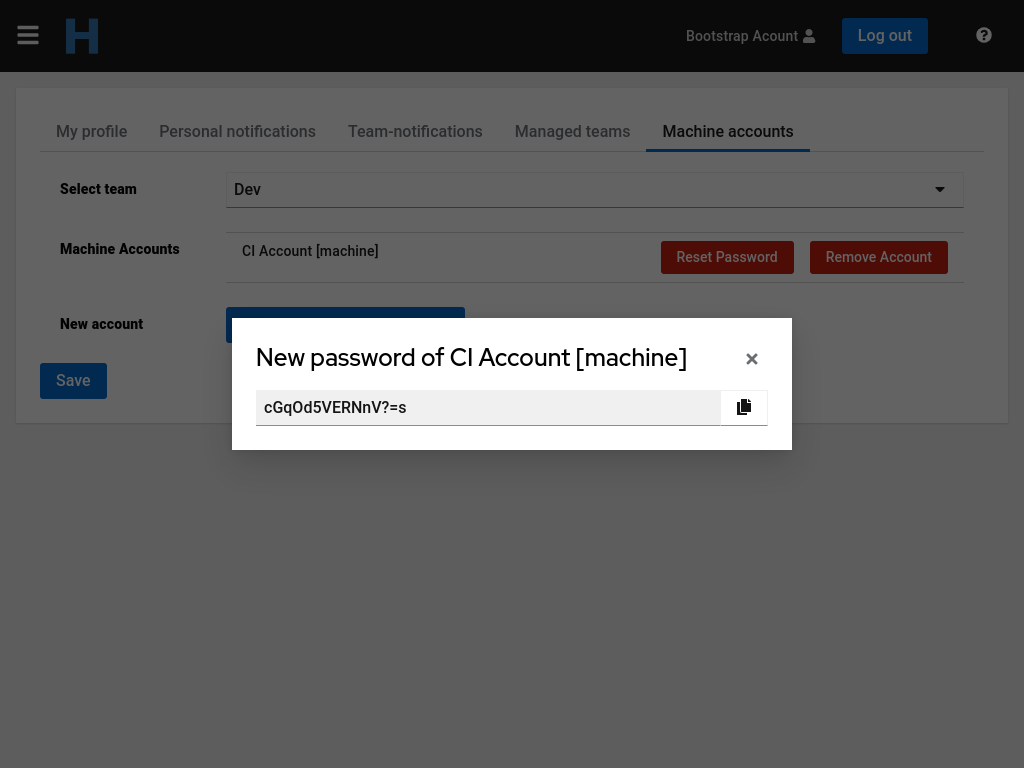 H
Bootstrap Acount
Log out
My profile
Personal notifications
Team-notifications
Managed teams
Machine accounts
Select team
Dev
Machine Accounts
CI Account [machine]
Reset Password
Remove Account
New account
Save
New password of CI Account [machine]
×
cGqOd5VERNnV?=s